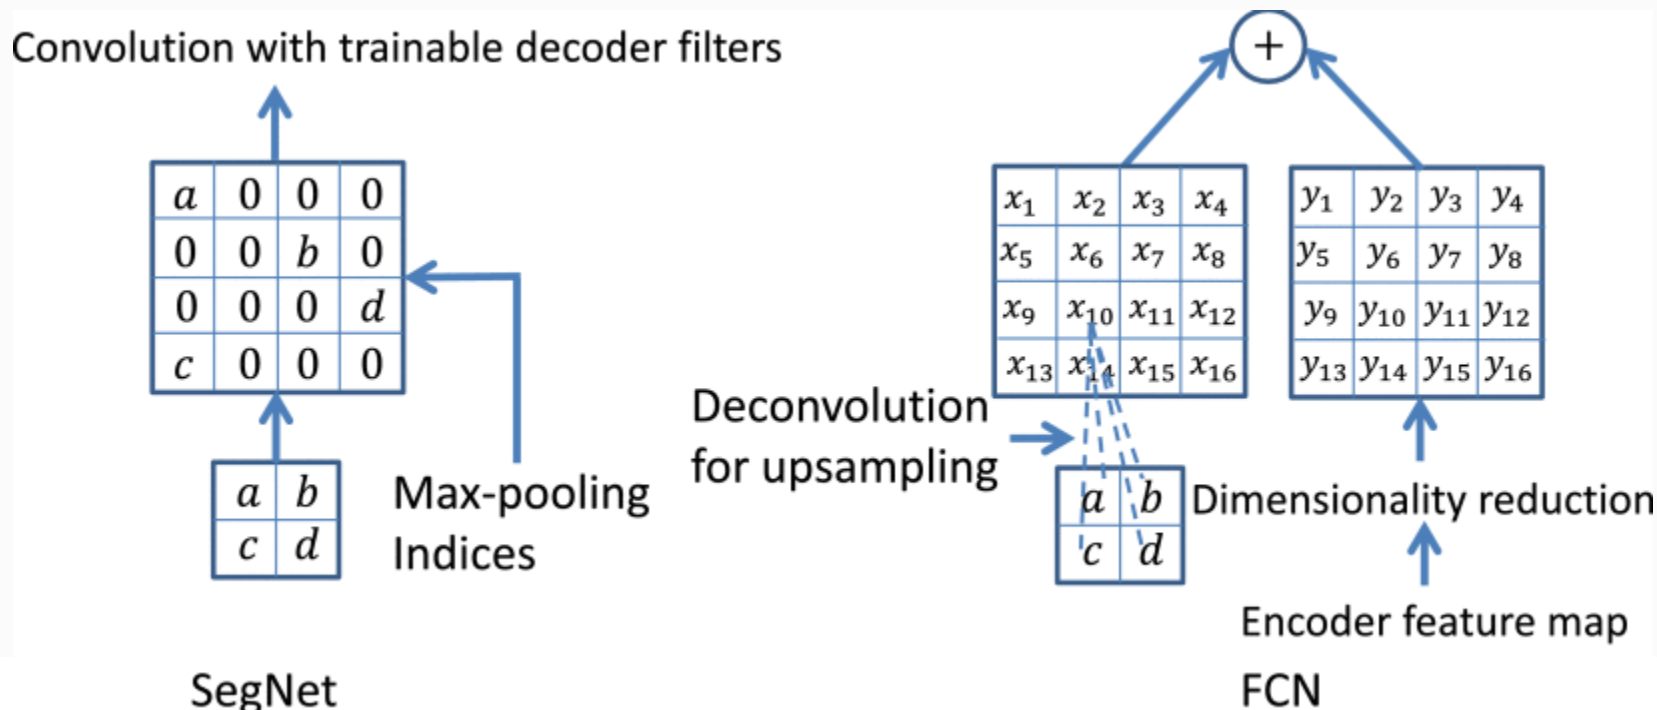 Convolution with trainable decoder filters
a 0 0 0
0 0 b 0
0 0 0 d
c 0 0 0
a b
c d
Max-pooling
Indices
SegNet
+
x₁ x₂ x₃ x₄
x₅ x₆ x₇ x₈
x₉ x₁₀ x₁₁ x₁₂
x₁₃ x₁₄ x₁₅ x₁₆
y₁ y₂ y₃ y₄
y₅ y₆ y₇ y₈
y₉ y₁₀ y₁₁ y₁₂
y₁₃ y₁₄ y₁₅ y₁₆
Deconvolution
for upsampling
a b
c d
Dimensionality reduction
Encoder feature map
FCN